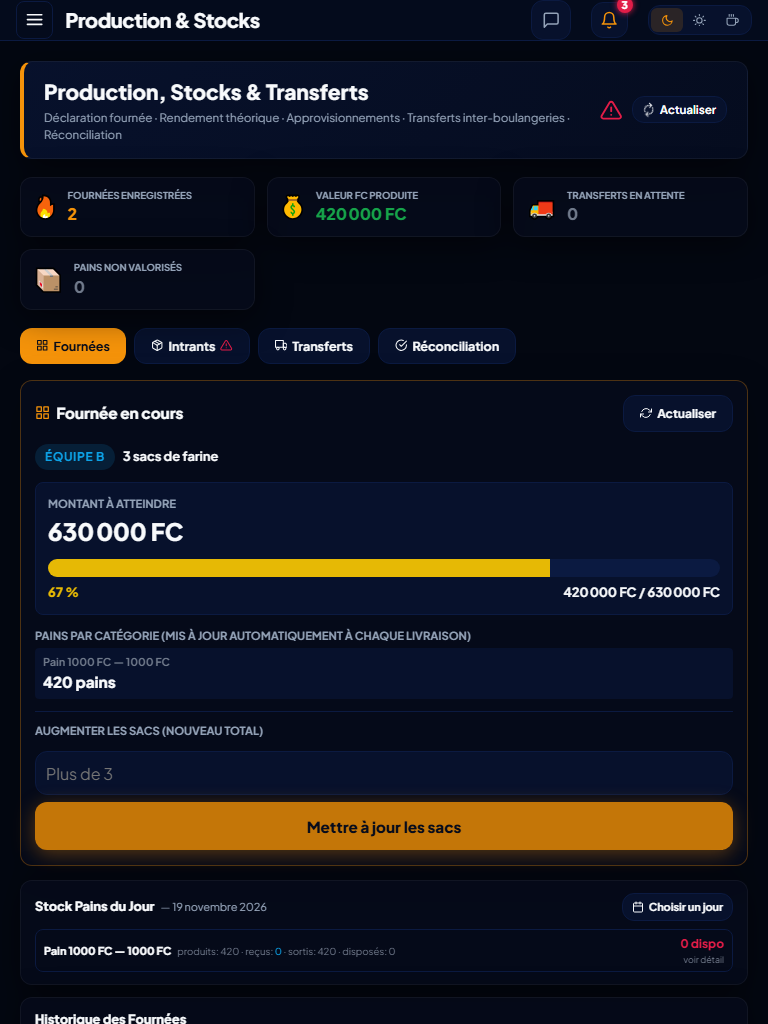 Production & Stocks
3
Production, Stocks & Transferts
Déclaration fournée · Rendement théorique · Approvisionnements · Transferts inter-boulangeries ·
Réconciliation
Actualiser
FOURNÉES ENREGISTRÉES
2
VALEUR FC PRODUITE
420 000 FC
TRANSFERTS EN ATTENTE
0
PAINS NON VALORISÉS
0
Fournées
Intrants
Transferts
Réconciliation
Fournée en cours
Actualiser
ÉQUIPE B
3 sacs de farine
MONTANT À ATTEINDRE
630 000 FC
67 %
420 000 FC / 630 000 FC
PAINS PAR CATÉGORIE (MIS À JOUR AUTOMATIQUEMENT À CHAQUE LIVRAISON)
Pain 1000 FC — 1000 FC
420 pains
AUGMENTER LES SACS (NOUVEAU TOTAL)
Plus de 3
Mettre à jour les sacs
Stock Pains du Jour — 19 novembre 2026
Choisir un jour
Pain 1000 FC — 1000 FC produits: 420 · reçus: 0 · sortis: 420 · disposés: 0
0 dispo
voir détail
Historique des Fournées